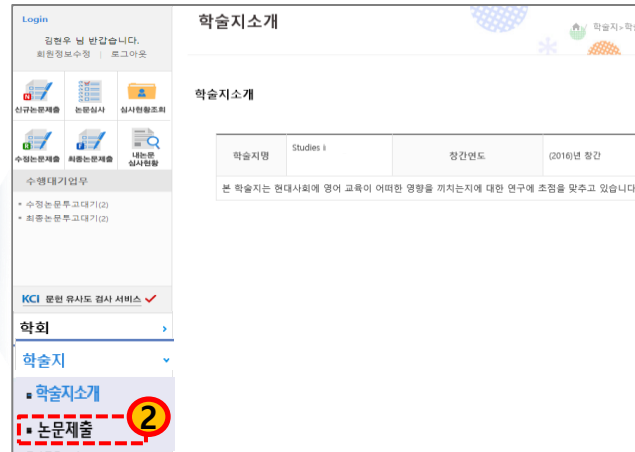 Login
김현우 님 반갑습니다.
회원정보수정 | 로그아웃
신규논문제출 논문심사 심사현황조회
수정논문제출 최종논문제출 내논문
심사현황
수행대기업무
수정논문투고대기(2)
최종논문투고대기(2)
KCI 문헌 유사도 검사 서비스
학회
학술지
학술지소개
논문제출
2
학술지소개
학술지>학
학술지소개
학술지명 Studies 창간연도 (2016)년 창간
본 학술지는 현대사회에 영어 교육이 어떠한 영향을 끼치는지에 대한 연구에 초점을 맞추고 있습니다